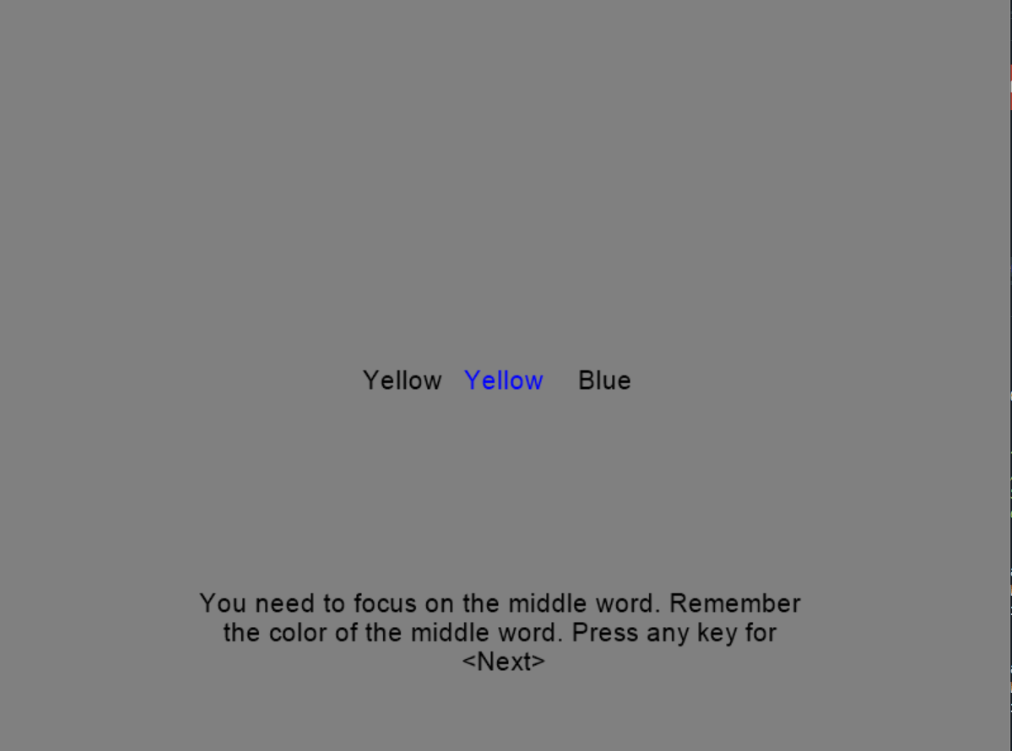 Yellow Yellow Blue
You need to focus on the middle word. Remember
the color of the middle word. Press any key for
<Next>